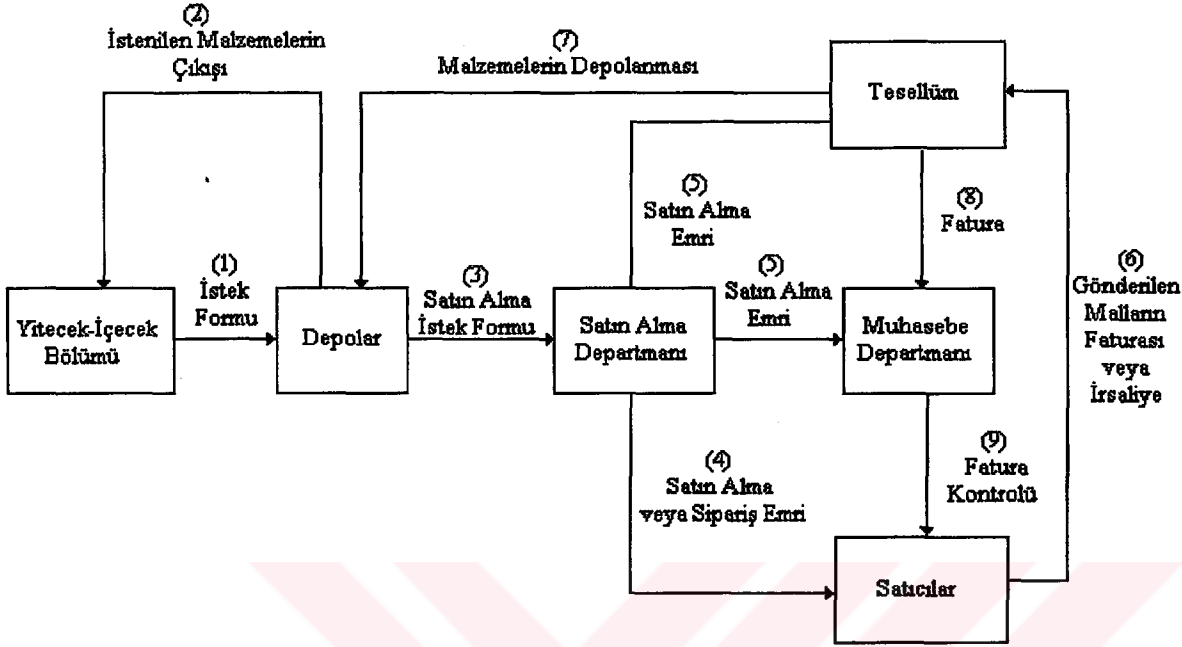 (2)
İstenilen Malzemelerin
Çıkışı
(7)
Malzemelerin Depolanması
Tesellüm
(5)
Satın Alma
Emri
(8)
Fatura
(1)
İstek
Formu
(3)
Satın Alma
İstek Formu
(5)
Satın Alma
Emri
(6)
Gönderilen
Malların
Faturası
veya
İrsaliye
Yitecek-İçecek
Bölümü
Depolar
Satın Alma
Departmanı
Muhasebe
Departmanı
(4)
Satın Alma
veya Sipariş Emri
(9)
Fatura
Kontrolü
Satıcılar